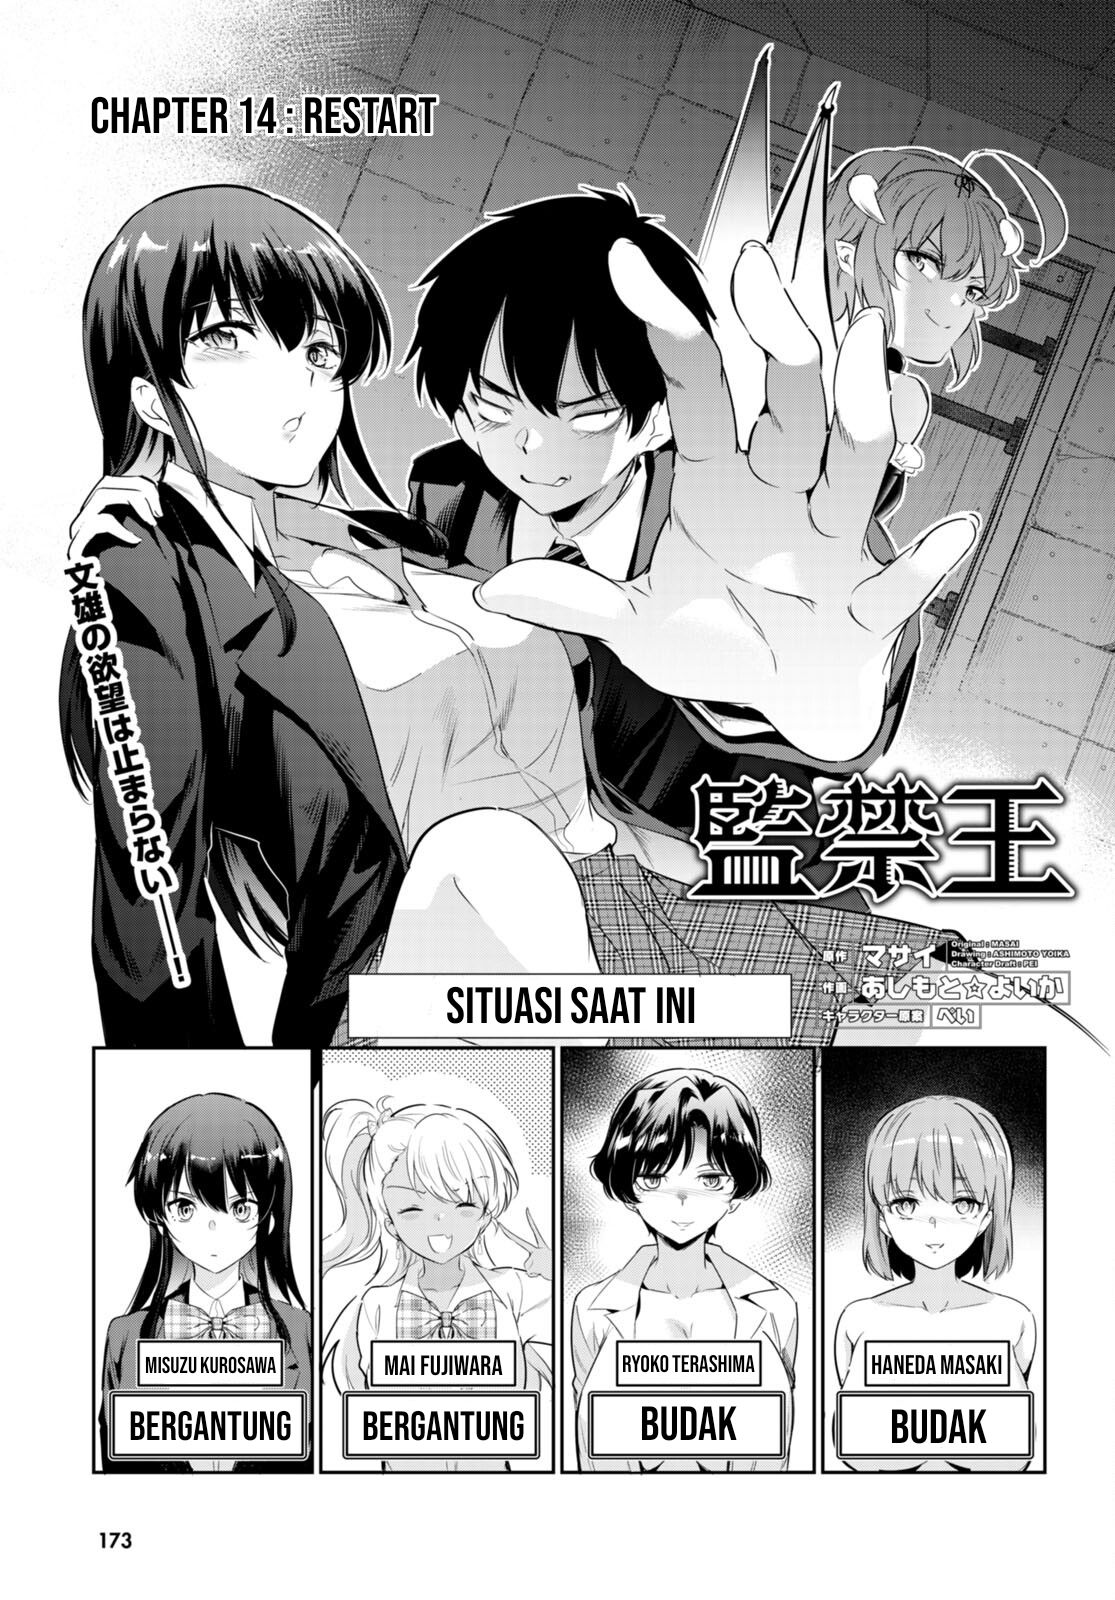 CHAPTER 14 : RESTART
文雄の欲望は止まらない――!
監禁王
原作 マサイ
Original : MASAI
Drawing : ASHIMOTO YOIKA
Character Draft : PEI
作画 あしもと☆よいか
キャラクター原案 ぺい
SITUASI SAAT INI
MISUZU KUROSAWA
BERGANTUNG
MAI FUJIWARA
BERGANTUNG
RYOKO TERASHIMA
BUDAK
HANEDA MASAKI
BUDAK
173